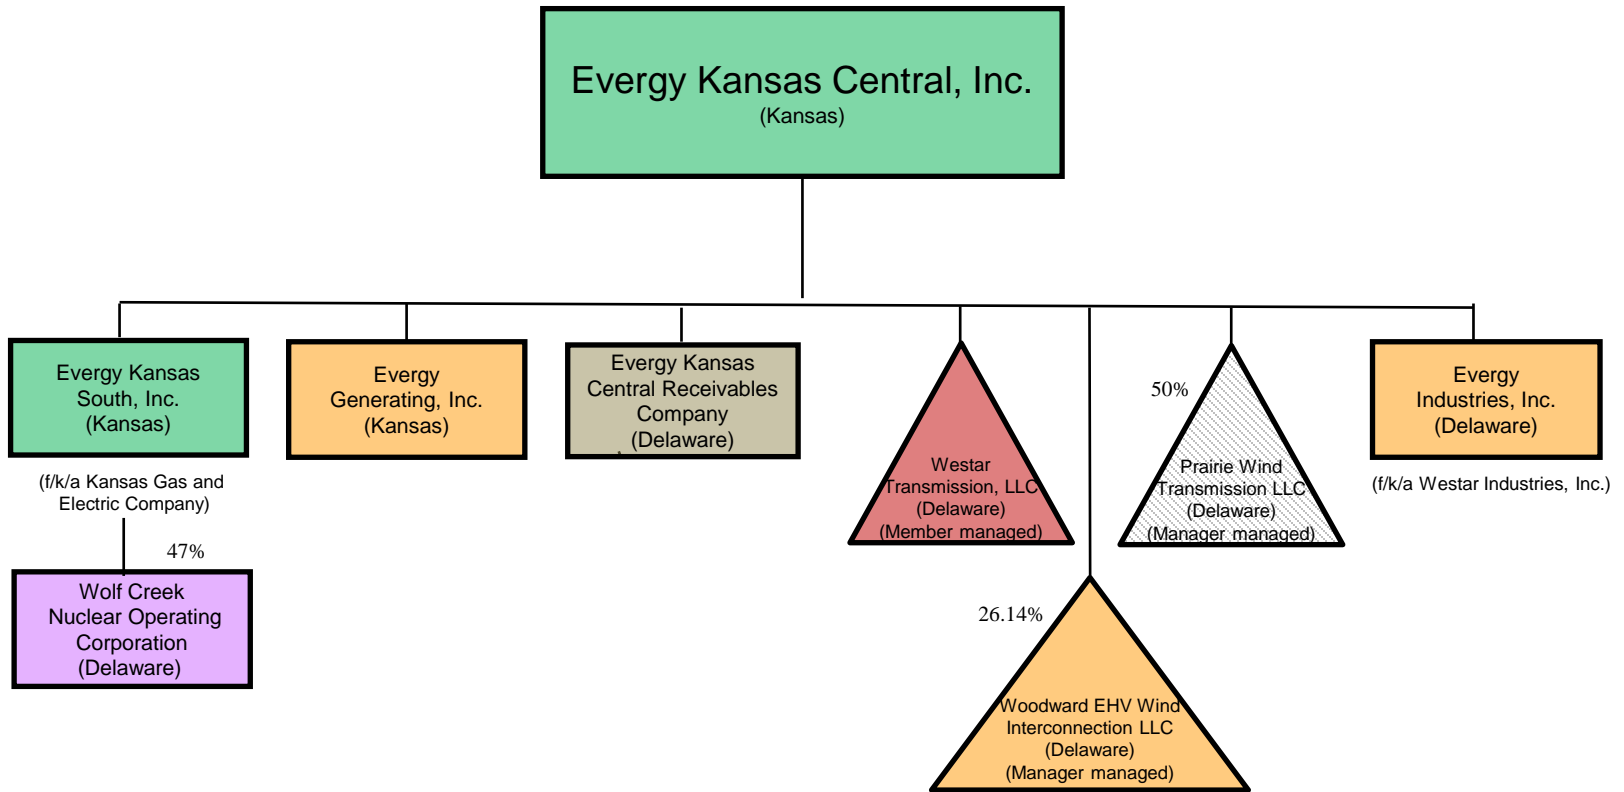 Evergy Kansas Central, Inc.
(Kansas)
Evergy Kansas
South, Inc.
(Kansas)
(f/k/a Kansas Gas and
Electric Company)
47%
Wolf Creek
Nuclear Operating
Corporation
(Delaware)
Evergy
Generating, Inc.
(Kansas)
Evergy Kansas
Central Receivables
Company
(Delaware)
Westar
Transmission, LLC
(Delaware)
(Member managed)
26.14%
Woodward EHV Wind
Interconnection LLC
(Delaware)
(Manager managed)
50%
Prairie Wind
Transmission LLC
(Delaware)
(Manager managed)
Evergy
Industries, Inc.
(Delaware)
(f/k/a Westar Industries, Inc.)